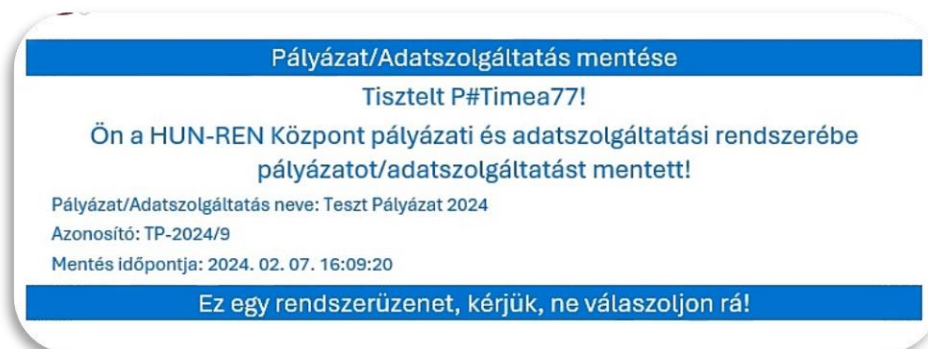 Pályázat/Adatszolgáltatás mentése
Tisztelt P#Timea77!
Ön a HUN-REN Központ pályázati és adatszolgáltatási rendszerébe
pályázatot/adatszolgáltatást mentett!
Pályázat/Adatszolgáltatás neve: Teszt Pályázat 2024
Azonosító: TP-2024/9
Mentés időpontja: 2024. 02. 07. 16:09:20
Ez egy rendszerüzenet, kérjük, ne válaszoljon rá!